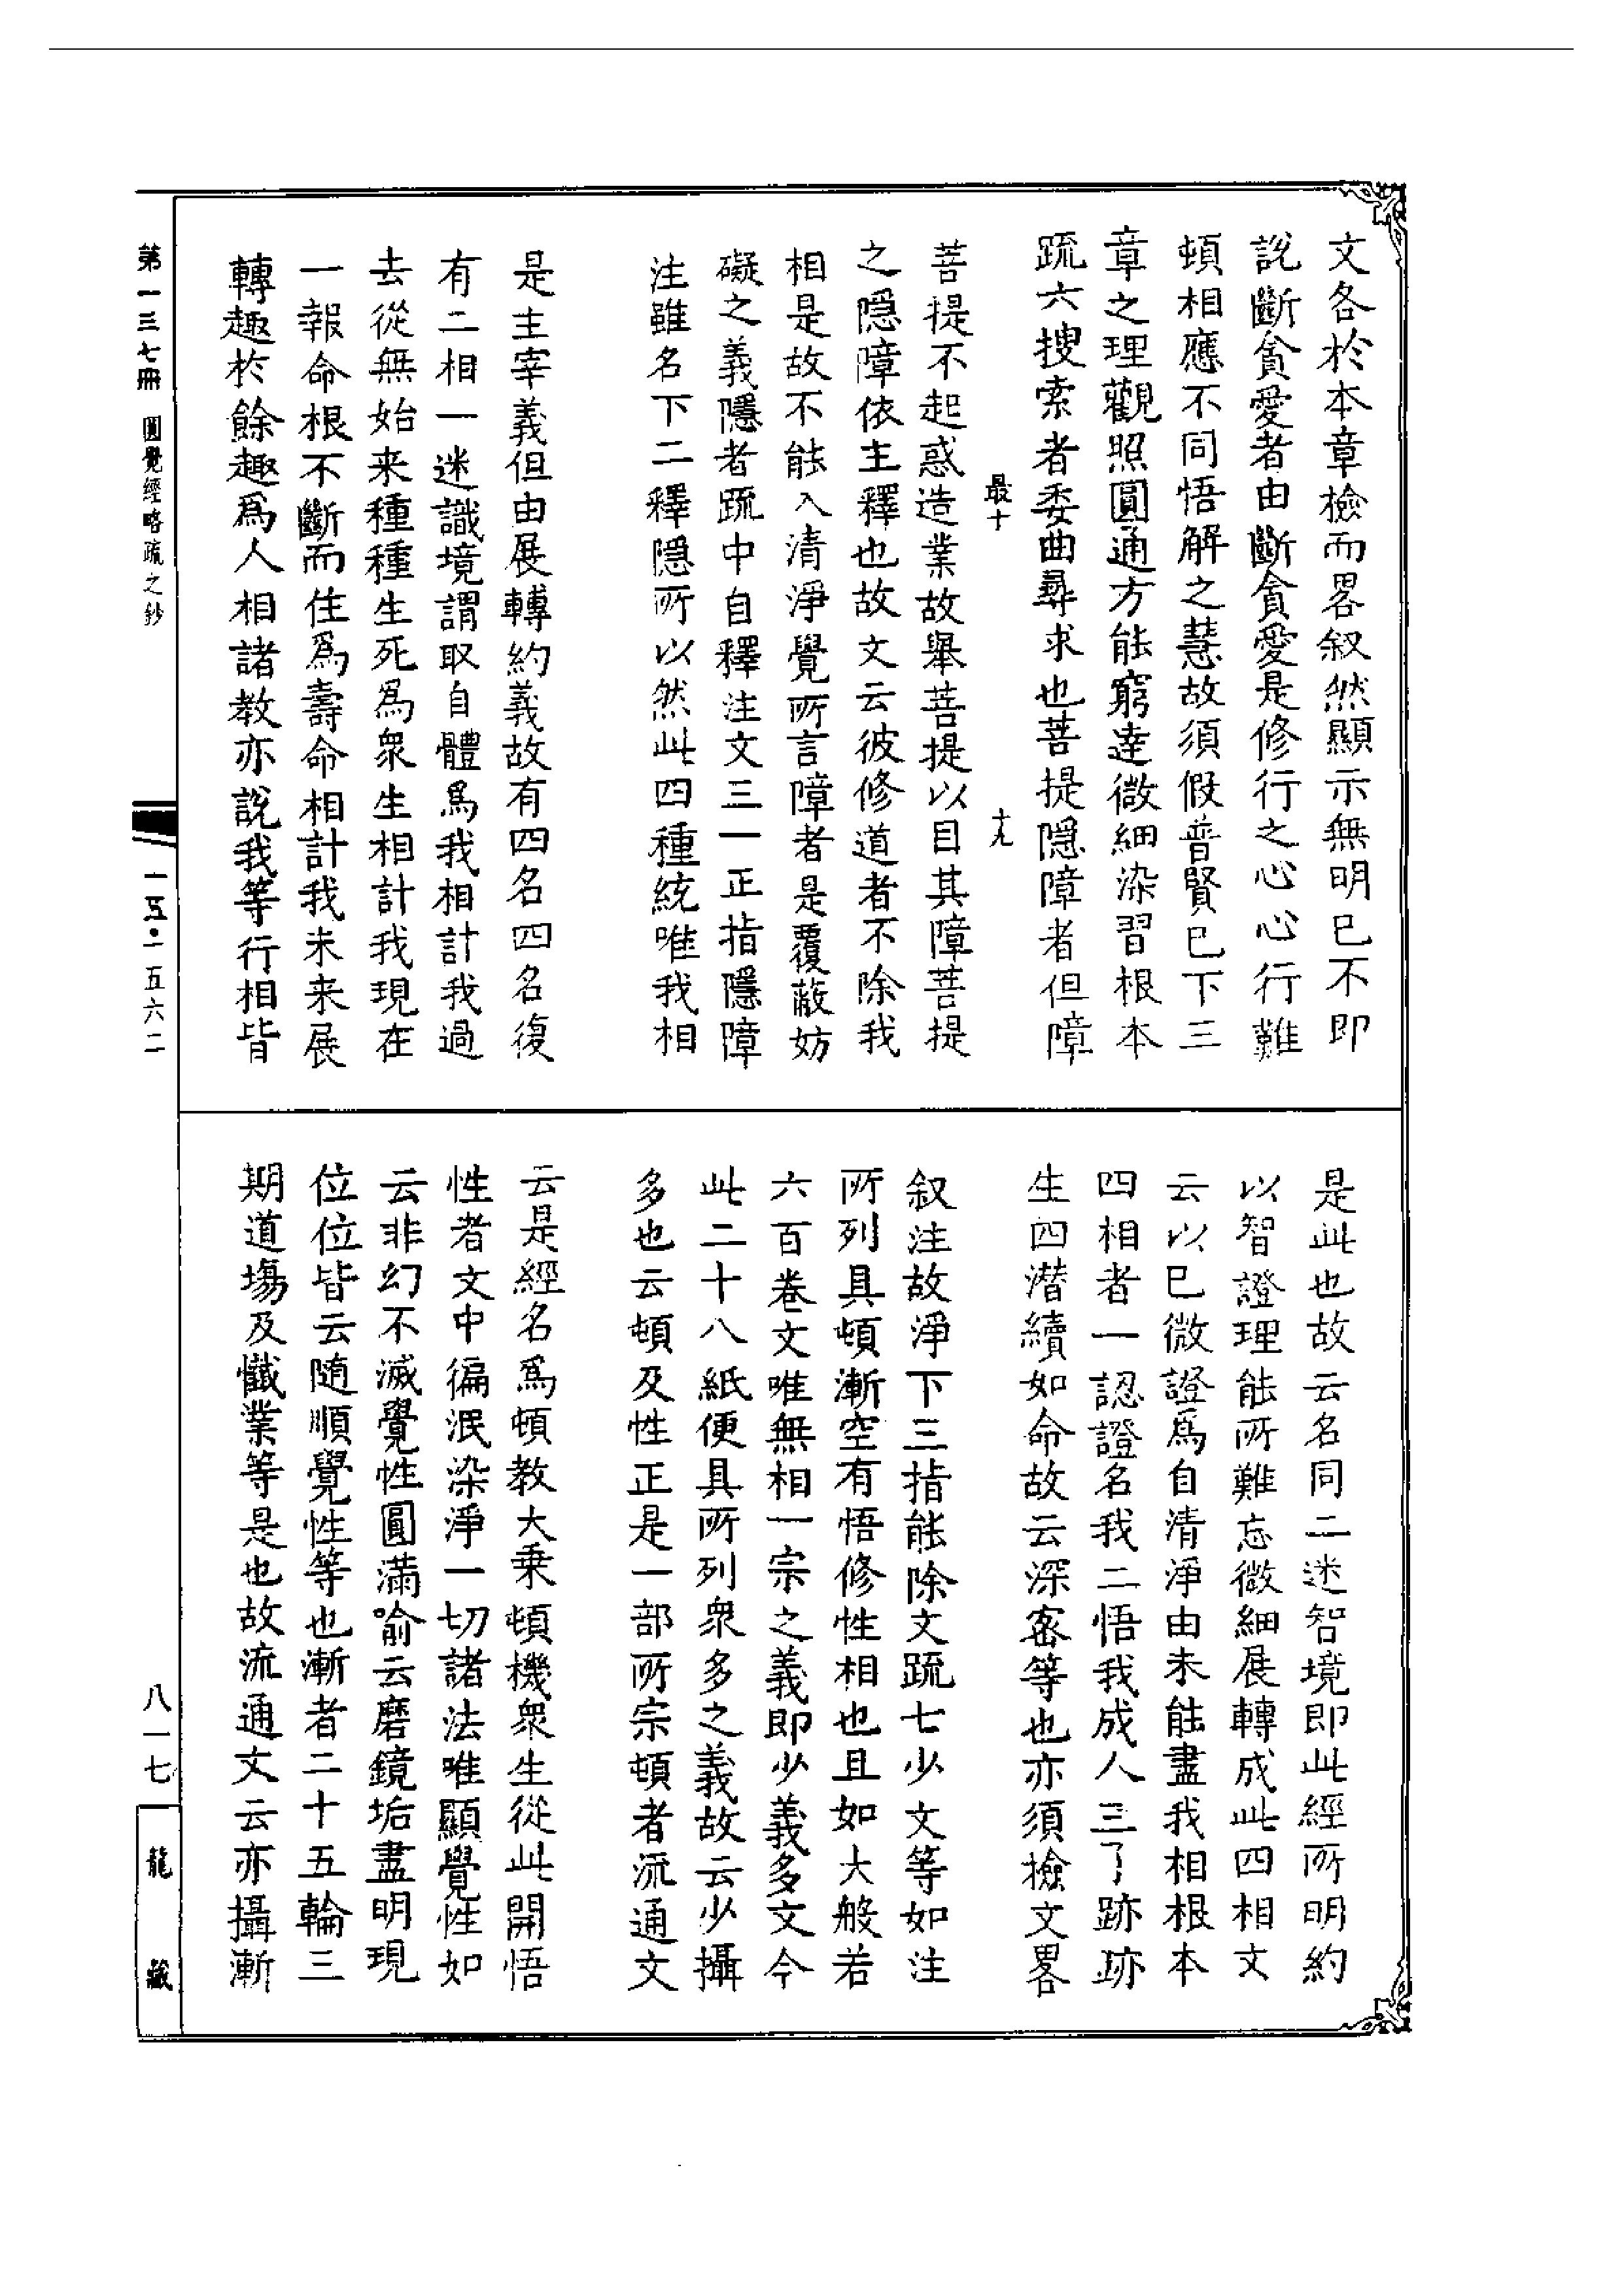 文各於本章檢而畧叙然顯示無明已不即
説斷貪愛者由斷貪愛是修行之心心行難
頓相應不同悟解之慧故須假普賢已下三
章之理觀照圓通方能窮達微細染習根本
疏六搜索者委曲尋求也菩提隱障者但障
最十
十九
菩提不起惑造業故舉菩提以目其障菩提
之隱障依主釋也故文云彼修道者不除我
相是故不能入清淨覺所言障者是覆蔽妨
礙之義隱者疏中自釋注文三一正指隱障
注雖名下二釋隱所以然此四種統唯我相
是主宰義但由展轉約義故有四名四名復
有二相一迷識境謂取自體爲我相計我過
去從無始來種種生死爲衆生相計我現在
一報命根不斷而住爲壽命相計我未來展
轉趣於餘趣爲人相諸教亦說我等行相皆
是此也故云名同二迷智境即此經所明約
以智證理能所難忘微細展轉成此四相文
云以已微證爲自清淨由未能盡我相根本
四相者一認證名我二悟我成人三了跡跡
生四潛續如命故云深密等也亦須檢文畧
叙注故淨下三指能除文疏七少文等如注
所列具頓漸空有悟修性相也且如大般若
六百卷文唯無相一宗之義即少義多文今
此二十八紙便具所列衆多之義故云少攝
多也云頓及性正是一部所宗頓者流通文
云是經名爲頓教大乘頓機衆生從此開悟
性者文中徧泯染淨一切諸法唯顯覺性如
云非幻不滅覺性圓滿喻云磨鏡垢盡明現
位位皆云隨順覺性等也漸者二十五輪三
期道塲及懺業等是也故流通文云亦攝漸
第一三七冊 圓覺經略疏之鈔
一五·一五六二
八一七
龍藏